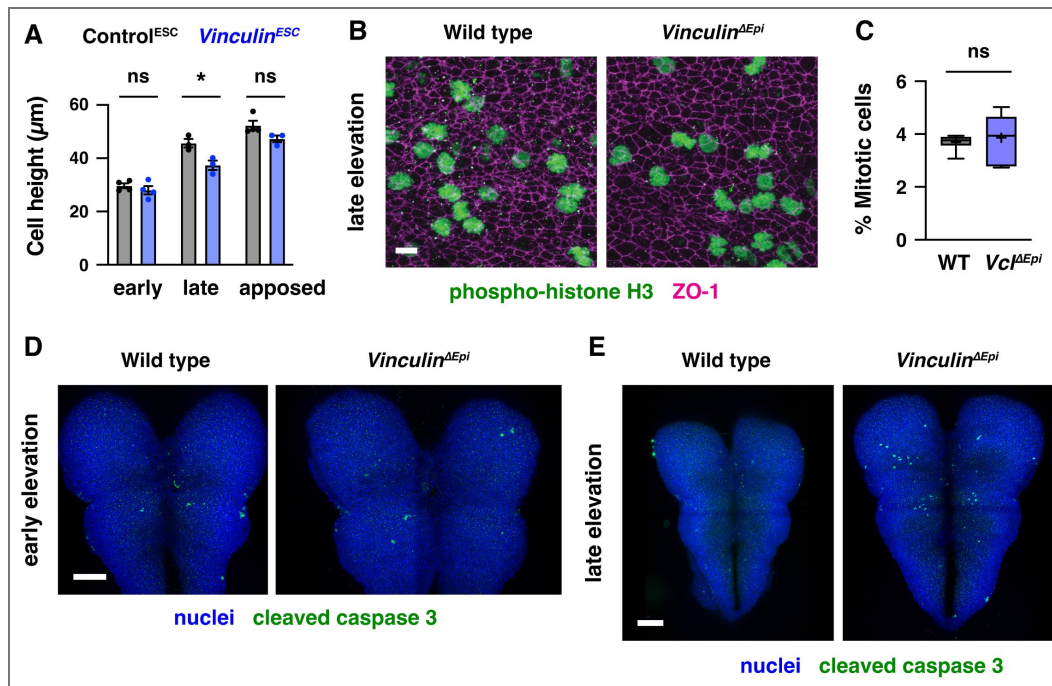 A
Control^ESC Vinculin^ESC
ns * ns
Cell height (µm)
60
40
20
0
early late apposed
B
Wild type Vinculin^ΔEpi
late elevation
phospho-histone H3 ZO-1
C
ns
% Mitotic cells
6
4
2
0
WT Vcl^ΔEpi
D
Wild type Vinculin^ΔEpi
early elevation
nuclei cleaved caspase 3
E
Wild type Vinculin^ΔEpi
late elevation
nuclei cleaved caspase 3